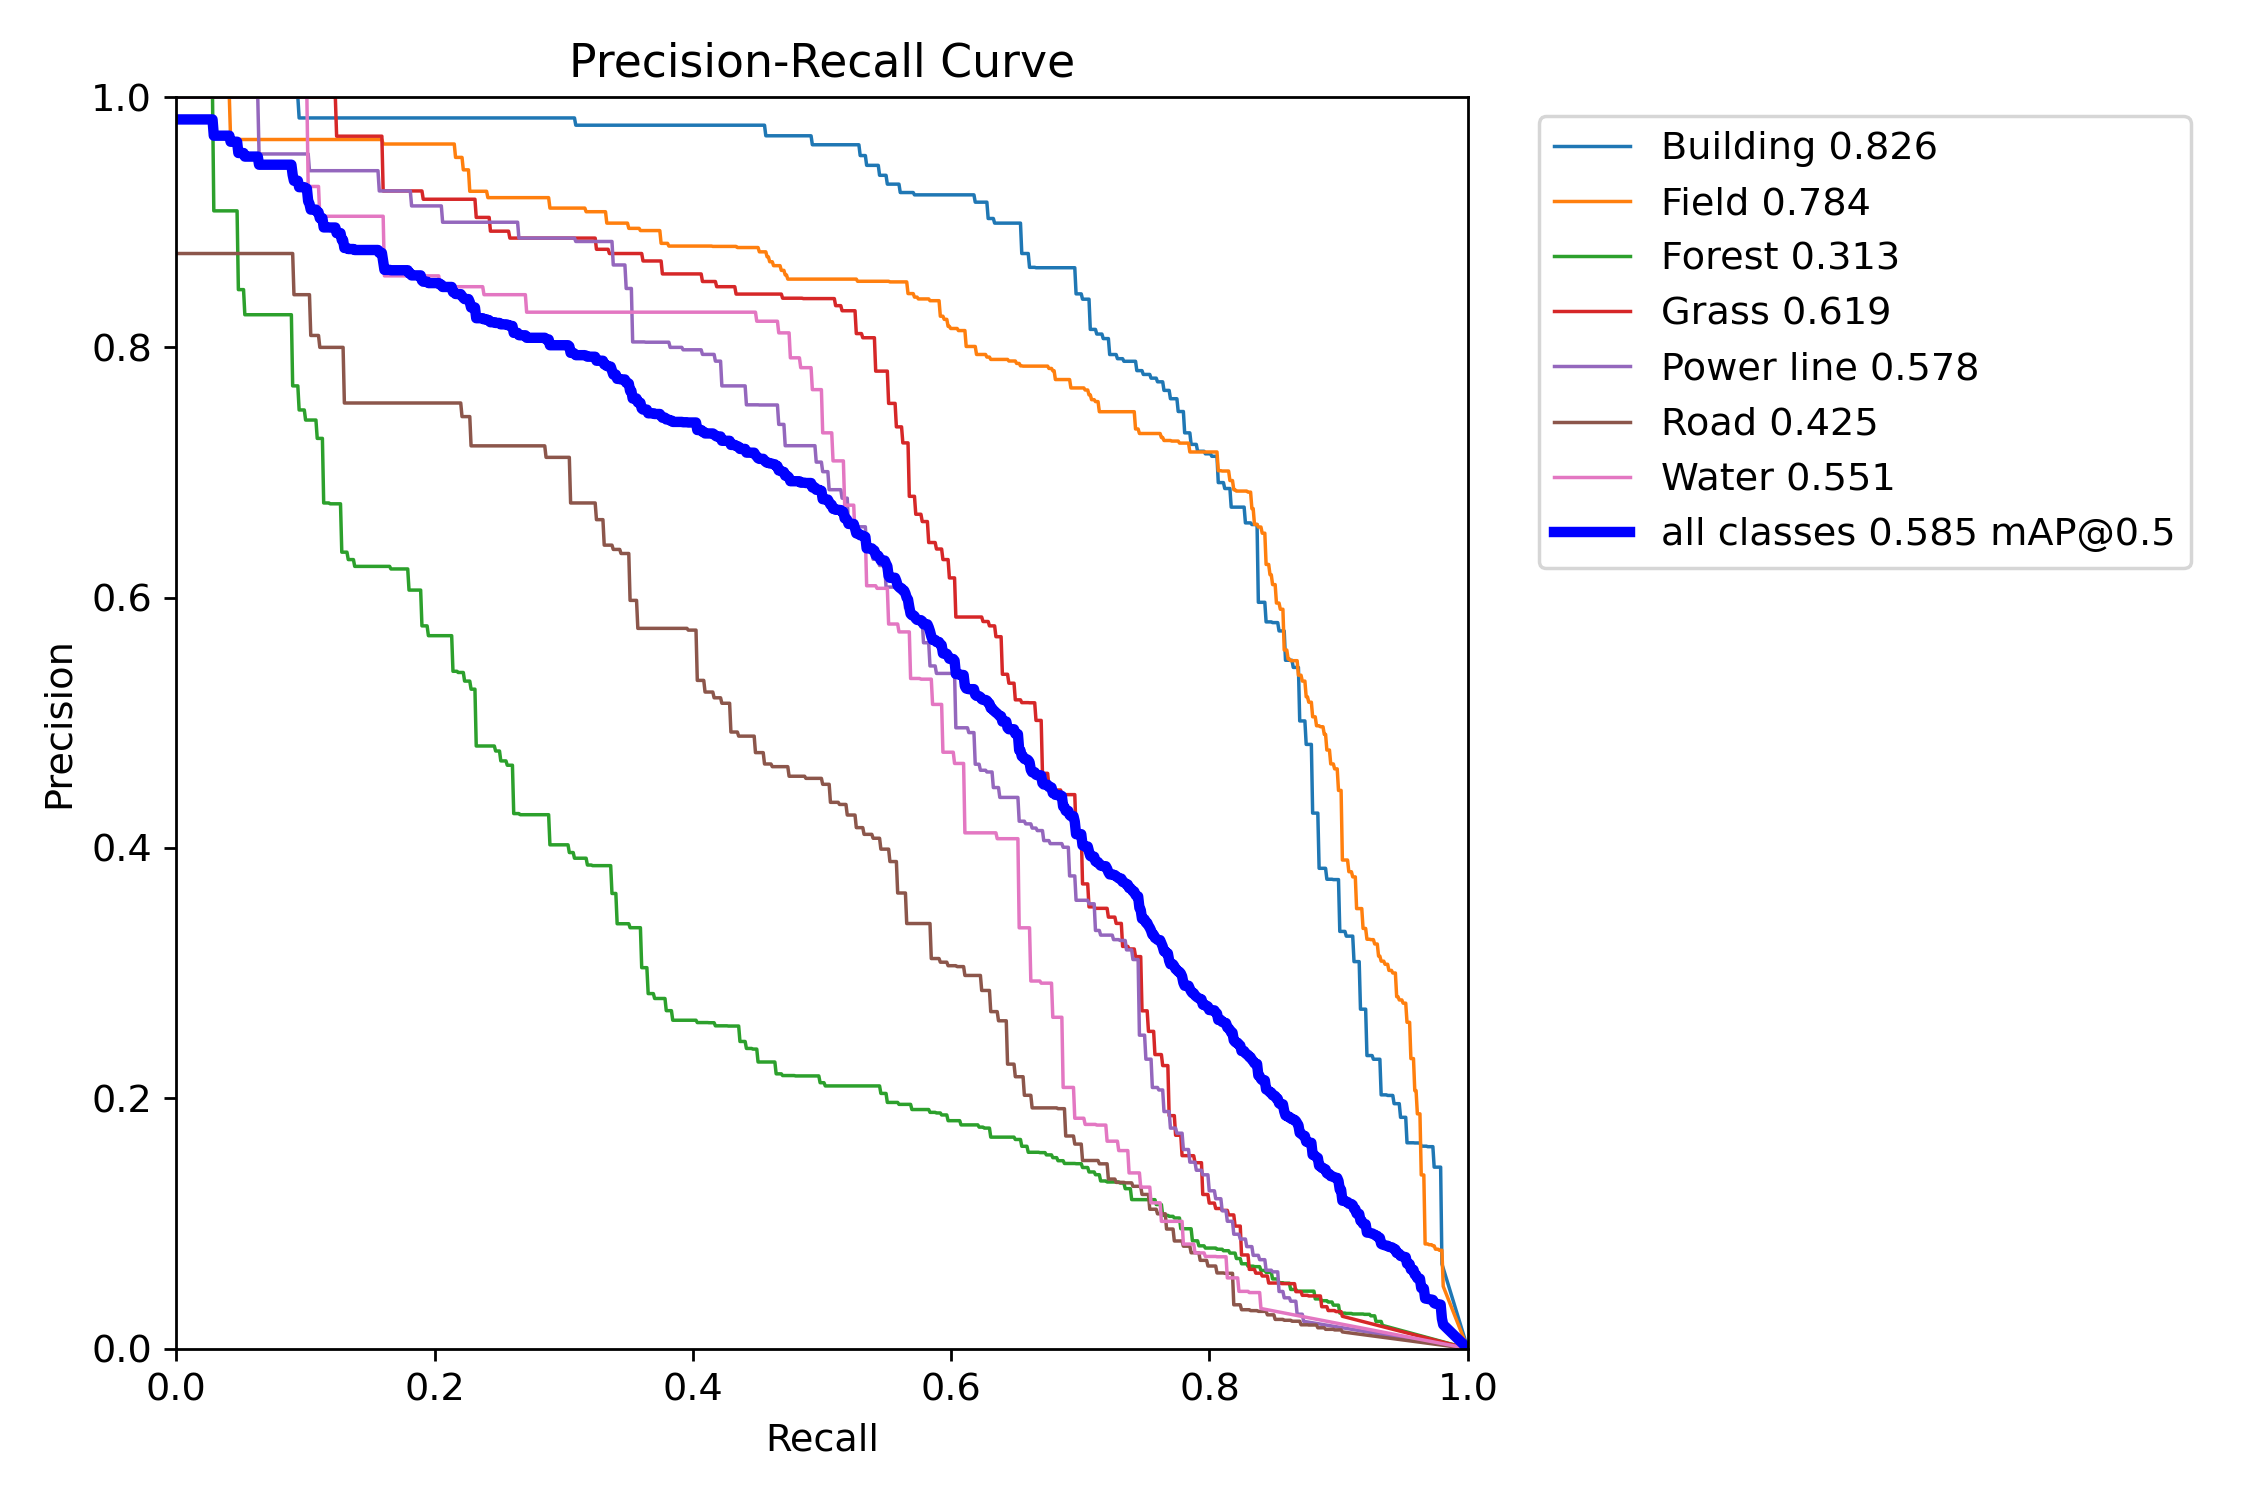 Precision-Recall Curve
1.0
0.8
0.6
0.4
0.2
0.0
Precision
0.0 0.2 0.4 0.6 0.8 1.0
Recall
Building 0.826
Field 0.784
Forest 0.313
Grass 0.619
Power line 0.578
Road 0.425
Water 0.551
all classes 0.585 mAP@0.5